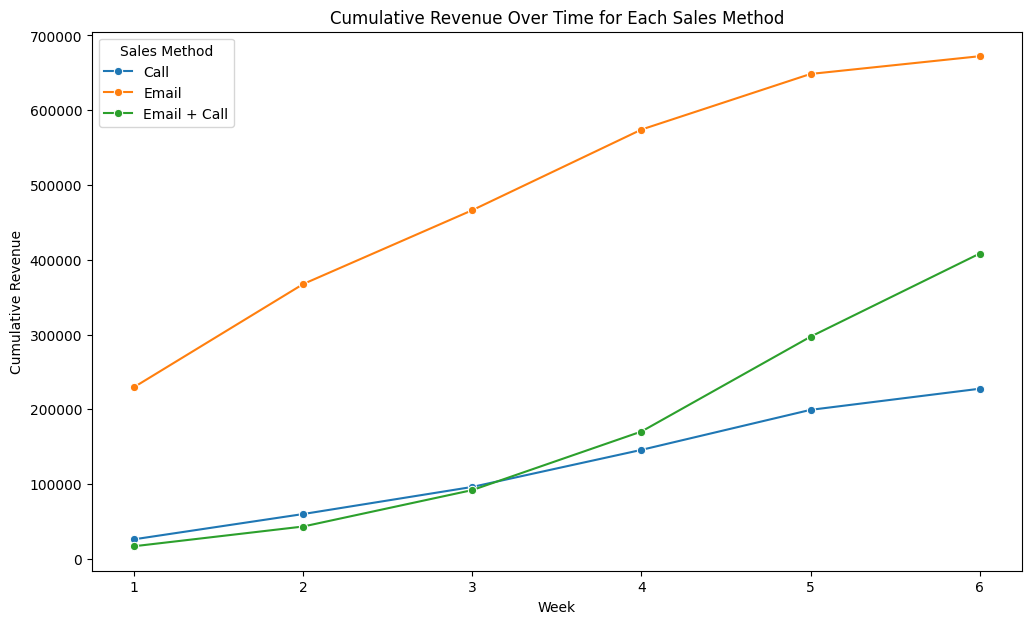 Cumulative Revenue Over Time for Each Sales Method
700000
600000
500000
400000
300000
200000
100000
0
Cumulative Revenue
Sales Method
Call
Email
Email + Call
1 2 3 4 5 6
Week